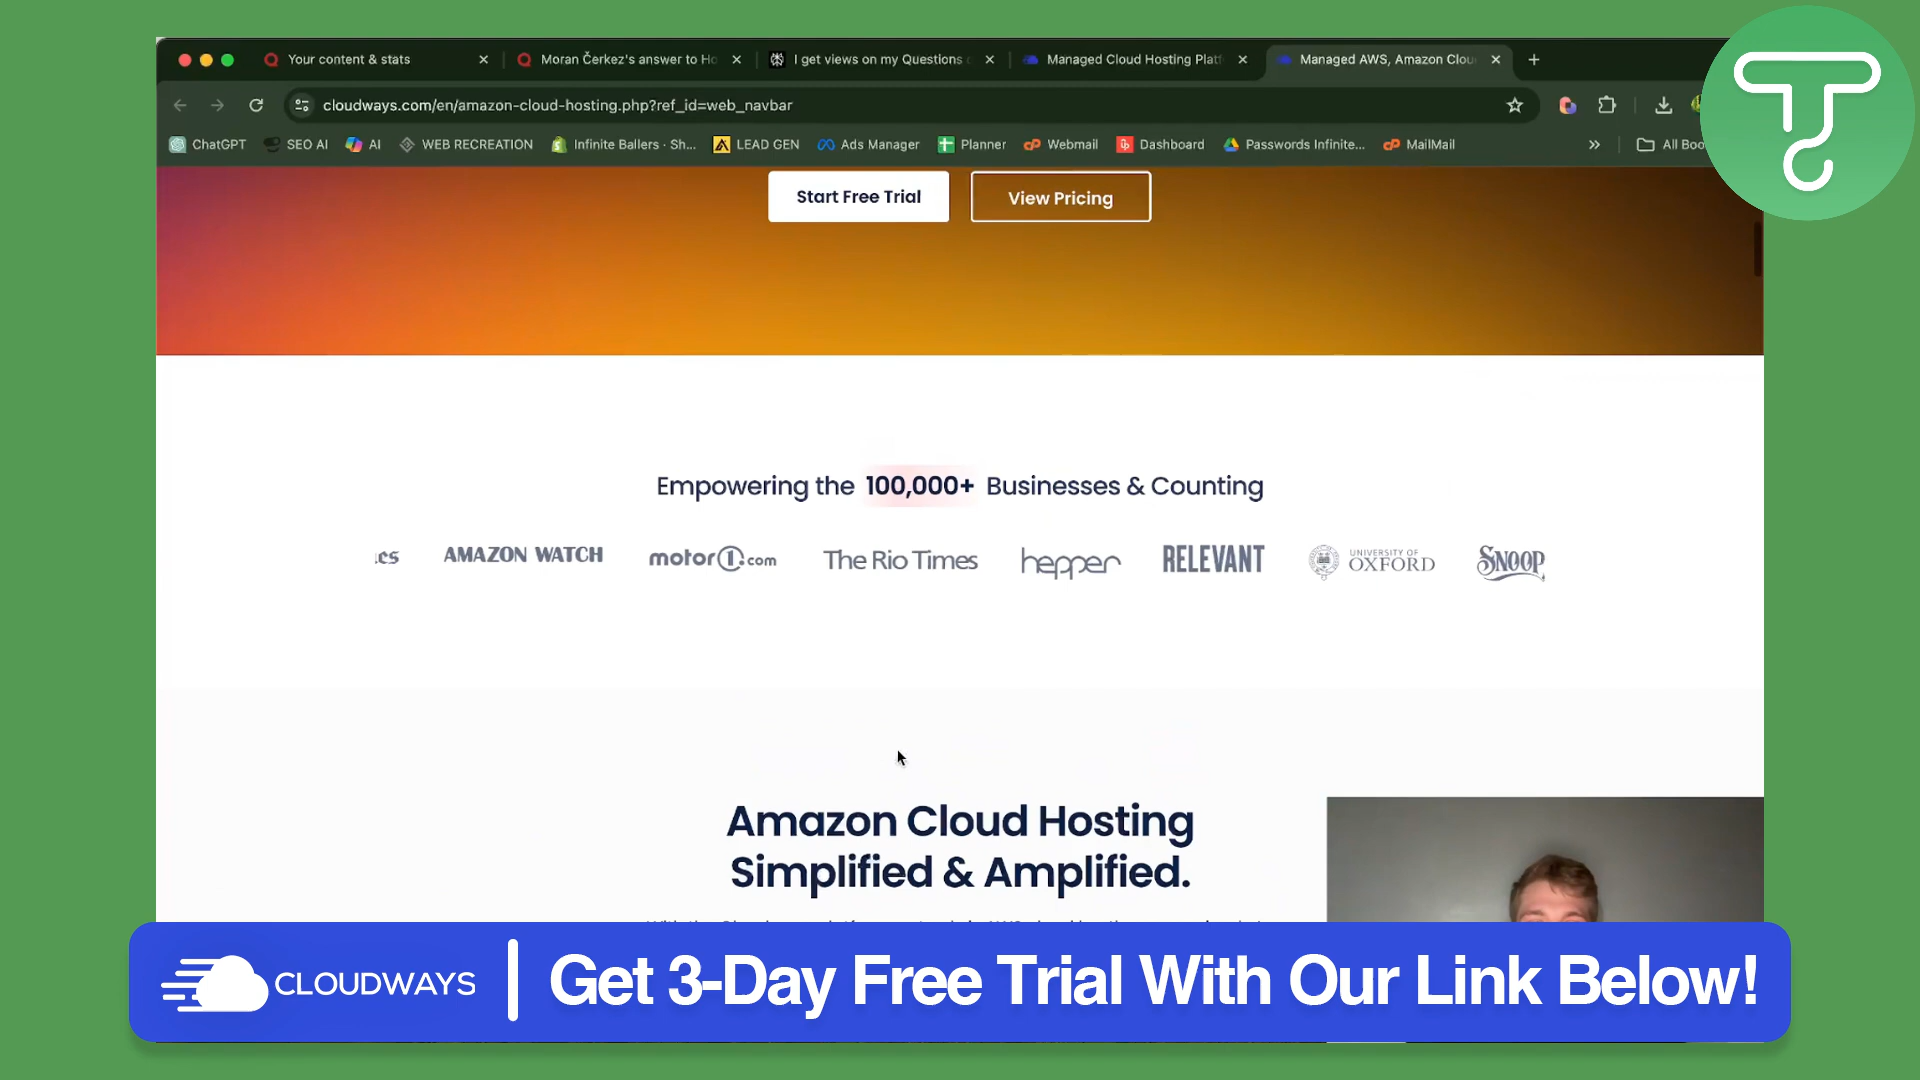 Your content & stats
Moran Čerkez's answer to Ho
I get views on my Questions
Managed Cloud Hosting Platf
Managed AWS, Amazon Clou
cloudways.com/en/amazon-cloud-hosting.php?ref_id=web_navbar
ChatGPT
SEO AI
AI
WEB RECREATION
Infinite Ballers · Sh...
LEAD GEN
Ads Manager
Planner
Webmail
Dashboard
Passwords Infinite...
MailMail
All Boo
Start Free Trial
View Pricing
Empowering the 100,000+ Businesses & Counting
AMAZON WATCH
motor1.com
The Rio Times
hepper
RELEVANT
UNIVERSITY OF
OXFORD
SNOOP
Amazon Cloud Hosting
Simplified & Amplified.
CLOUDWAYS
Get 3-Day Free Trial With Our Link Below!